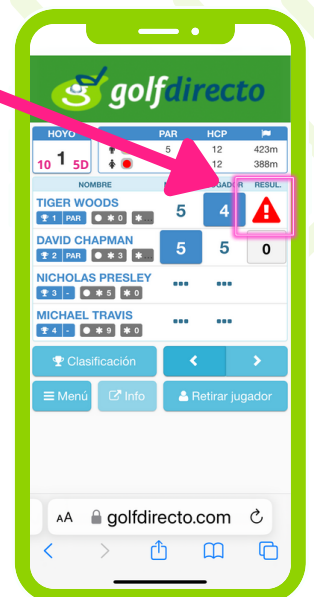 golfdirecto
HOYO PAR HCP
10 1 5D
5 12 423m
12 388m
NOMBRE JUGADOR RESUL.
TIGER WOODS
1 PAR 0
5 4
DAVID CHAPMAN
2 PAR 3
5 5 0
NICHOLAS PRESLEY
3 - 5 0
... ...
MICHAEL TRAVIS
4 - 9 0
... ...
Clasificación
Menú Info Retirar jugador
AA golfdirecto.com